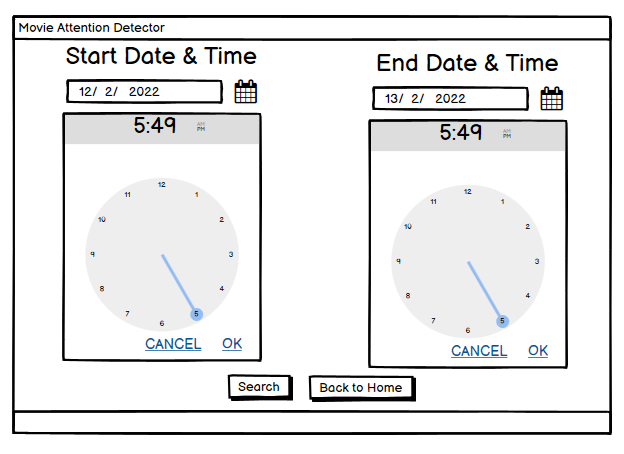 Movie Attention Detector
Start Date & Time
12/ 2/ 2022
5:49
AM
PM
12
11
1
10
2
9
3
8
4
7
5
6
CANCEL OK
End Date & Time
13/ 2/ 2022
5:49
AM
PM
12
11
1
10
2
9
3
8
4
7
5
6
CANCEL OK
Search
Back to Home